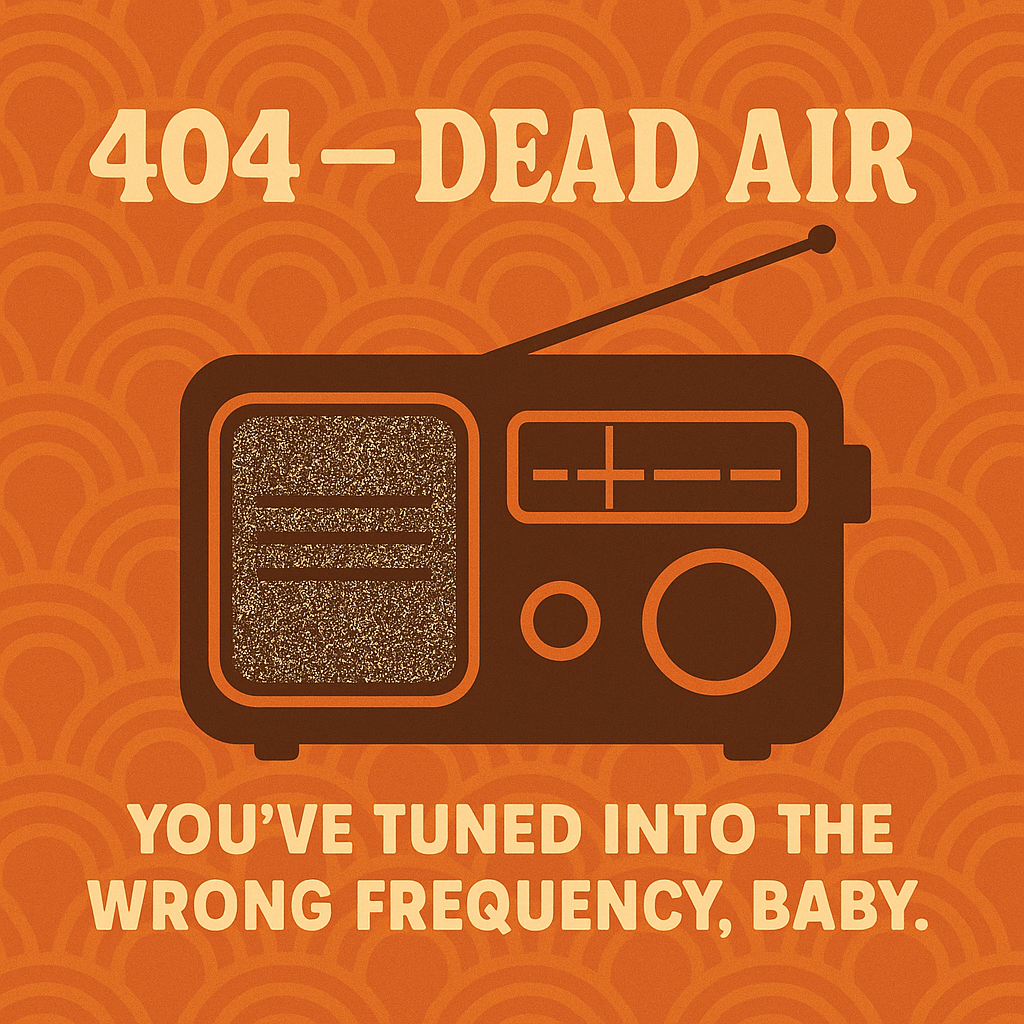 404 — DEAD AIR
YOU'VE TUNED INTO THE
WRONG FREQUENCY, BABY.